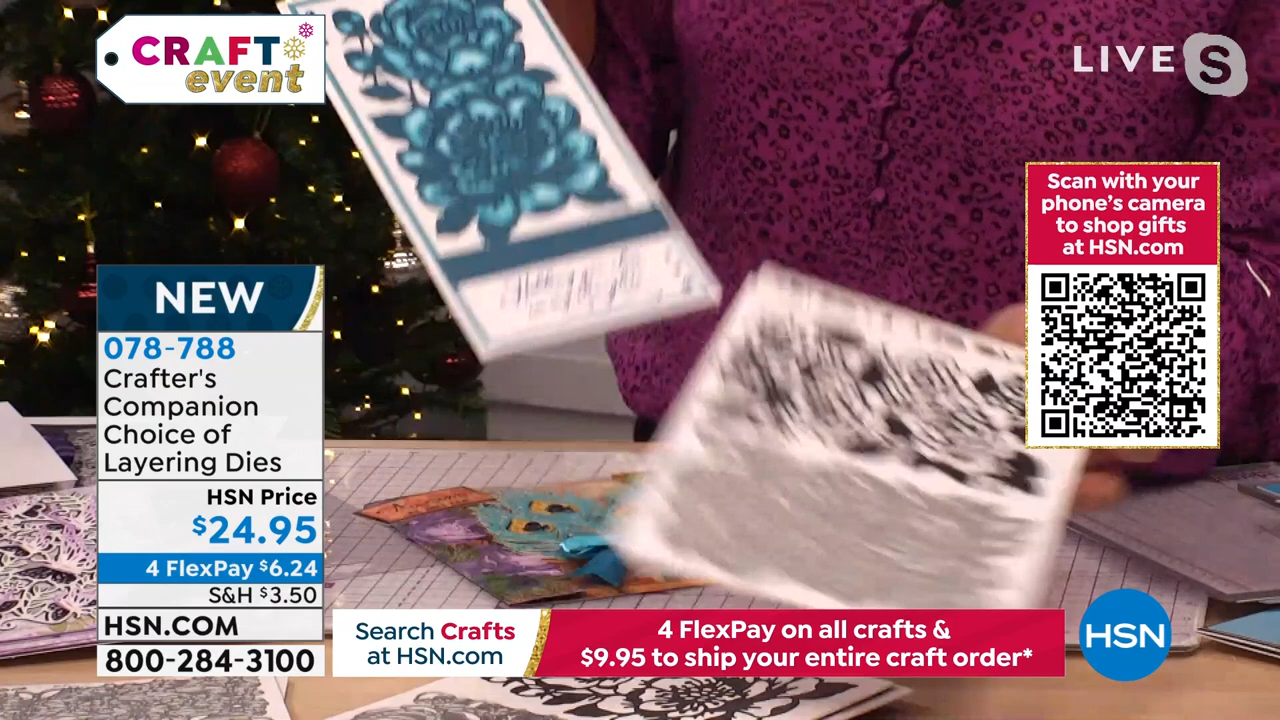 CRAFT
event
LIVE S
Scan with your
phone's camera
to shop gifts
at HSN.com
NEW
078-788
Crafter's
Companion
Choice of
Layering Dies
HSN Price
$24.95
4 FlexPay $6.24
S&H $3.50
HSN.COM
800-284-3100
Search Crafts
at HSN.com
4 FlexPay on all crafts &
$9.95 to ship your entire craft order*
HSN